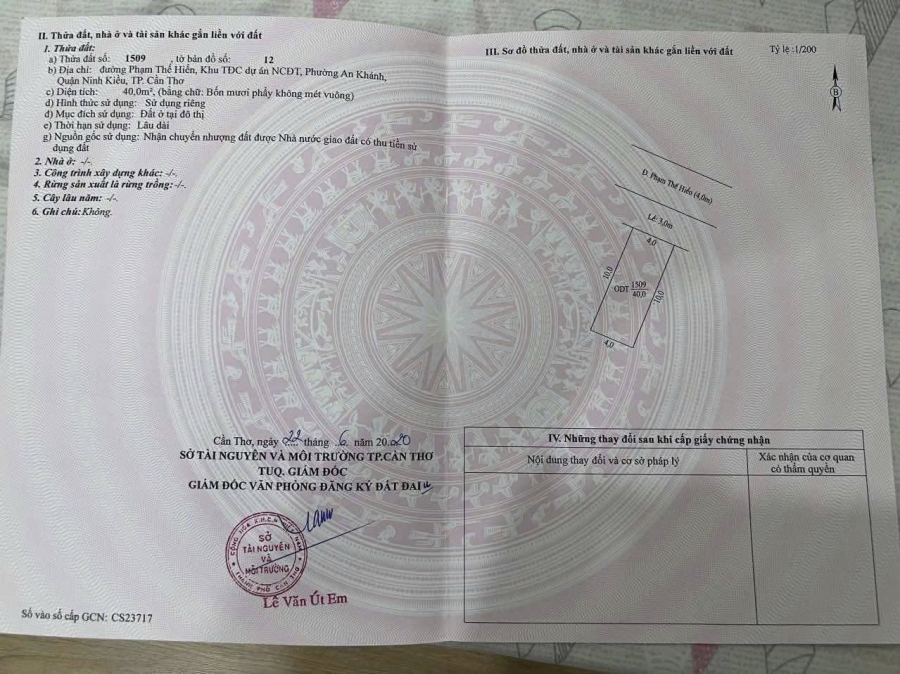 II. Thửa đất, nhà ở và tài sản khác gắn liền với đất
1. Thửa đất:
a) Thửa đất số: 1509 , tờ bản đồ số: 12
b) Địa chỉ: đường Phạm Thế Hiển, Khu TĐC dự án NCĐT, Phường An Khánh,
Quận Ninh Kiều, TP. Cần Thơ
c) Diện tích: 40,0m², (bằng chữ: Bốn mươi phẩy không mét vuông)
d) Hình thức sử dụng: Sử dụng riêng
đ) Mục đích sử dụng: Đất ở tại đô thị
e) Thời hạn sử dụng: Lâu dài
g) Nguồn gốc sử dụng: Nhận chuyển nhượng đất được Nhà nước giao đất có thu tiền sử
dụng đất
2. Nhà ở: -/-.
3. Công trình xây dựng khác: -/-.
4. Rừng sản xuất là rừng trồng: -/-.
5. Cây lâu năm: -/-.
6. Ghi chú: Không.
Cần Thơ, ngày 22 tháng 6 năm 2020
SỞ TÀI NGUYÊN VÀ MÔI TRƯỜNG TP.CẦN THƠ
TUQ. GIÁM ĐỐC
GIÁM ĐỐC VĂN PHÒNG ĐĂNG KÝ ĐẤT ĐAI
SỞ
TÀI NGUYÊN
VÀ
MÔI TRƯỜNG
THÀNH PHỐ CẦN THƠ
Lê Văn Út Em
Số vào sổ cấp GCN: CS23717
III. Sơ đồ thửa đất, nhà ở và tài sản khác gắn liền với đất
Tỷ lệ :1/200
B
Đ. Phạm Thế Hiển (4,0m)
Lề: 3,0m
4,0
10,0
ODT 1509
40,0
10,0
4,0
IV. Những thay đổi sau khi cấp giấy chứng nhận
Nội dung thay đổi và cơ sở pháp lý
Xác nhận của cơ quan
có thẩm quyền